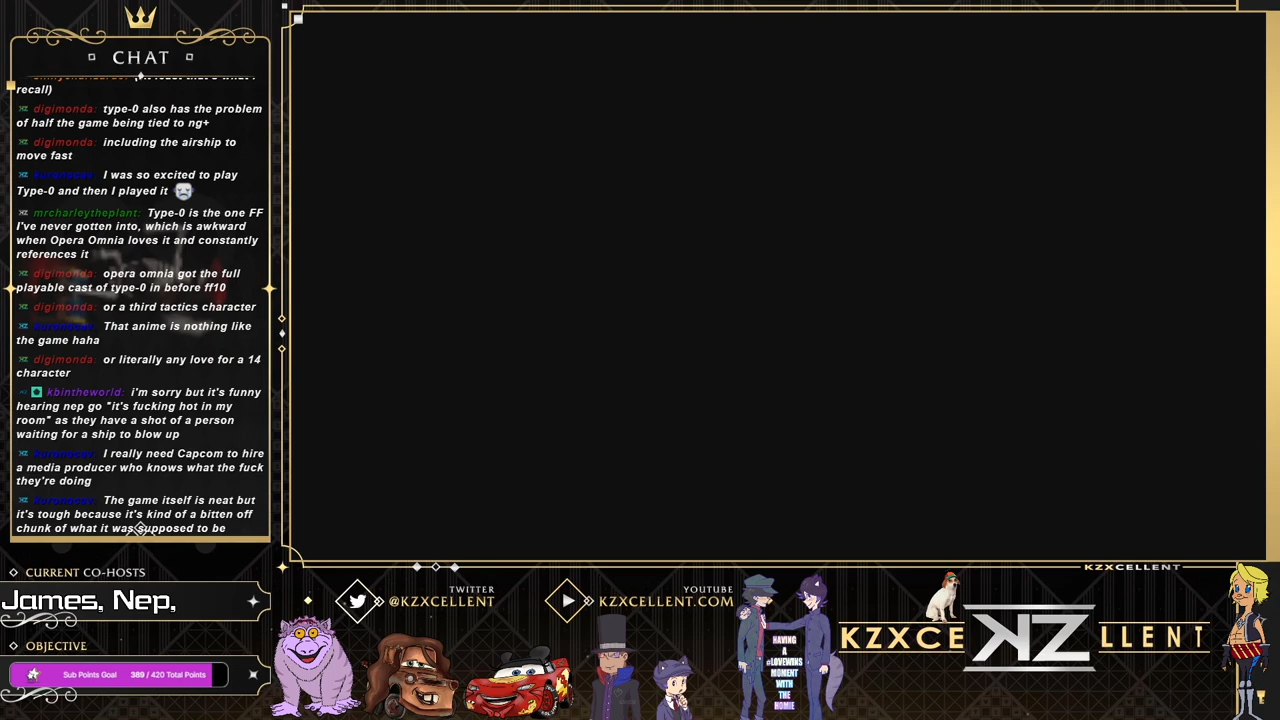 CHAT
recall)
digimonda: type-0 also has the problem
of half the game being tied to ng+
digimonda: including the airship to
move fast
I was so excited to play
Type-0 and then I played it
mrcharleytheplant: Type-0 is the one FF
I've never gotten into, which is awkward
when Opera Omnia loves it and constantly
references it
digimonda: opera omnia got the full
playable cast of type-0 in before ff10
digimonda: or a third tactics character
That anime is nothing like
the game haha
digimonda: or literally any love for a 14
character
kbintheworld: i'm sorry but it's funny
hearing nep go "it's fucking hot in my
room" as they have a shot of a person
waiting for a ship to blow up
I really need Capcom to hire
a media producer who knows what the fuck
they're doing
The game itself is neat but
it's tough because it's kind of a bitten off
chunk of what it was supposed to be
CURRENT CO-HOSTS
James, Nep,
OBJECTIVE
Sub Points Goal 389 / 420 Total Points
TWITTER
@KZXCELLENT
YOUTUBE
KZXCELLENT.COM
HAVING
A
#LOVEWINS
MOMENT
WITH
THE
HOMIE
KZXCELLENT
KZXCE KZ LLENT